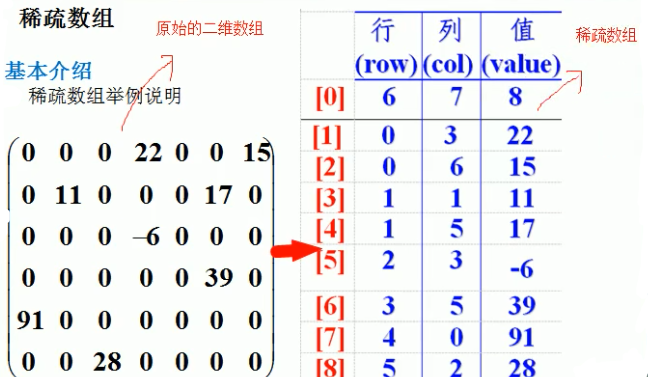 稀疏数组
原始的二维数组
基本介绍
稀疏数组举例说明
0 0 0 22 0 0 15
0 11 0 0 0 17 0
0 0 0 –6 0 0 0
0 0 0 0 0 39 0
91 0 0 0 0 0 0
0 0 28 0 0 0 0
行 列 值
(row) (col) (value)
稀疏数组
[0] 6 7 8
[1] 0 3 22
[2] 0 6 15
[3] 1 1 11
[4] 1 5 17
[5] 2 3 -6
[6] 3 5 39
[7] 4 0 91
[8] 5 2 28